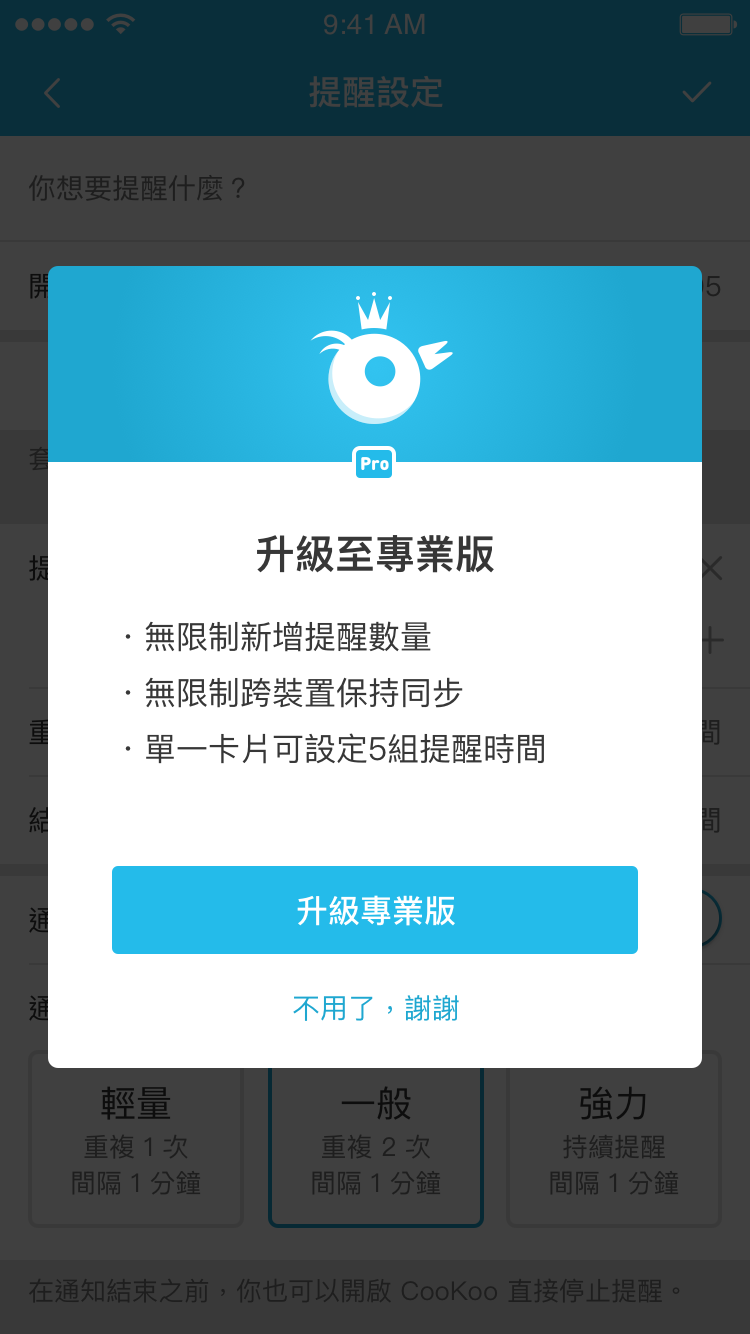 9:41 AM
提醒設定
你想要提醒什麼？
開
5
Pro
套
升級至專業版
提
・無限制新增提醒數量
・無限制跨裝置保持同步
重
間
・單一卡片可設定5組提醒時間
結
間
升級專業版
通
不用了，謝謝
通
輕量
一般
強力
重複 1 次
重複 2 次
持續提醒
間隔 1 分鐘
間隔 1 分鐘
間隔 1 分鐘
在通知結束之前，你也可以開啟 CooKoo 直接停止提醒。